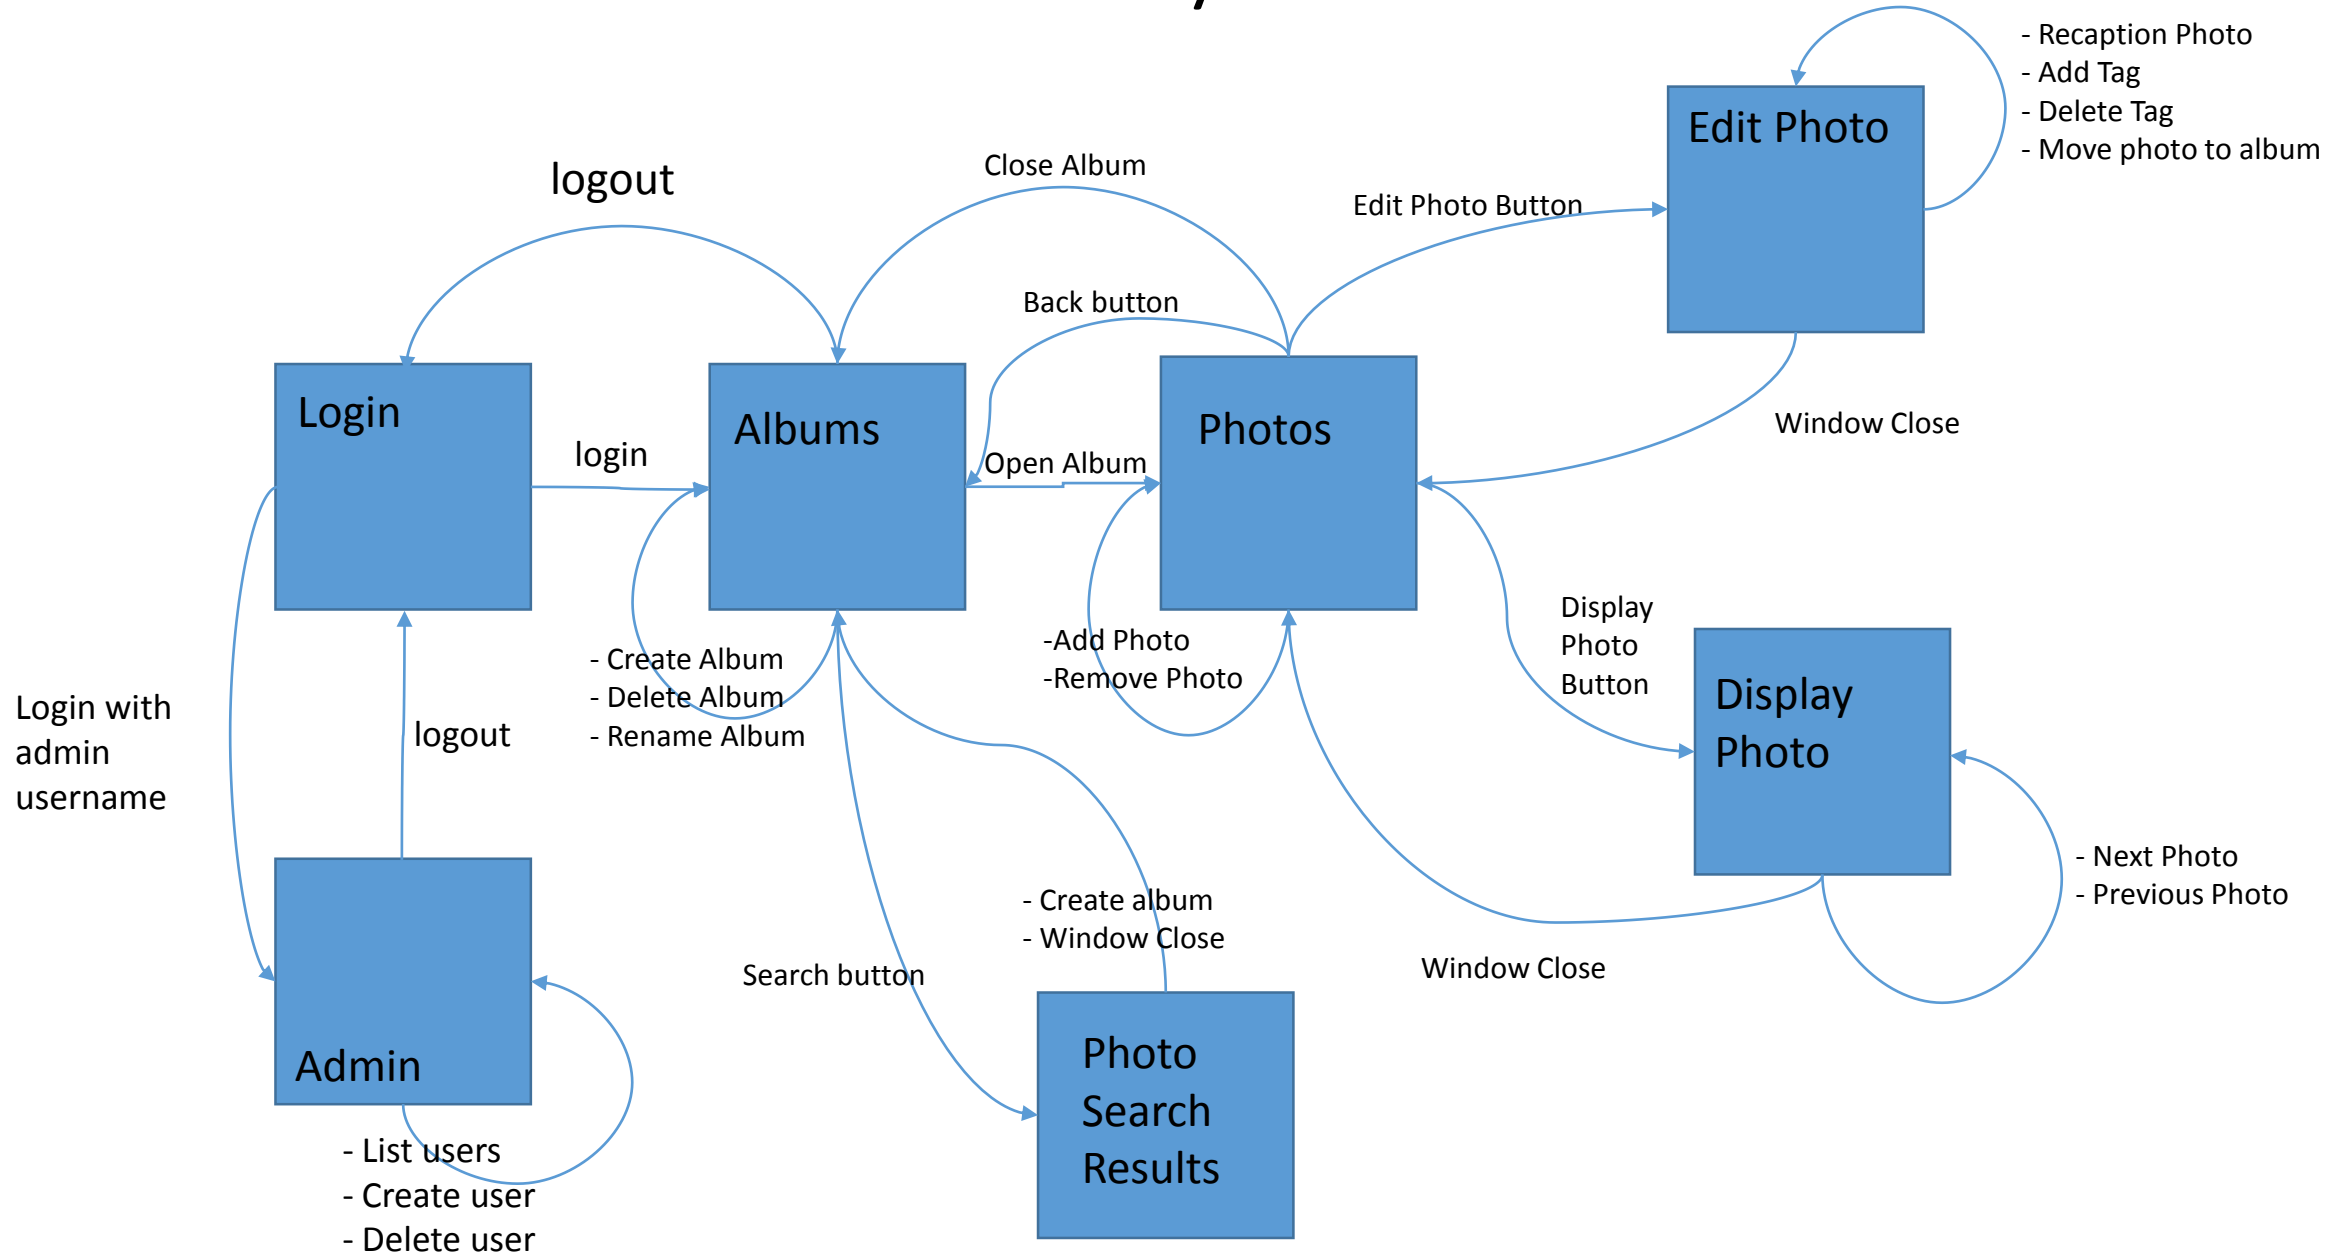 - Recaption Photo
- Add Tag
- Delete Tag
- Move photo to album
Edit Photo
logout
Close Album
Edit Photo Button
Back button
Login
Albums
Photos
Window Close
login
Open Album
Display
Photo
Button
- Create Album
- Delete Album
- Rename Album
-Add Photo
-Remove Photo
Display
Photo
Login with
admin
username
logout
- Next Photo
- Previous Photo
- Create album
- Window Close
Search button
Window Close
Admin
Photo
Search
Results
- List users
- Create user
- Delete user